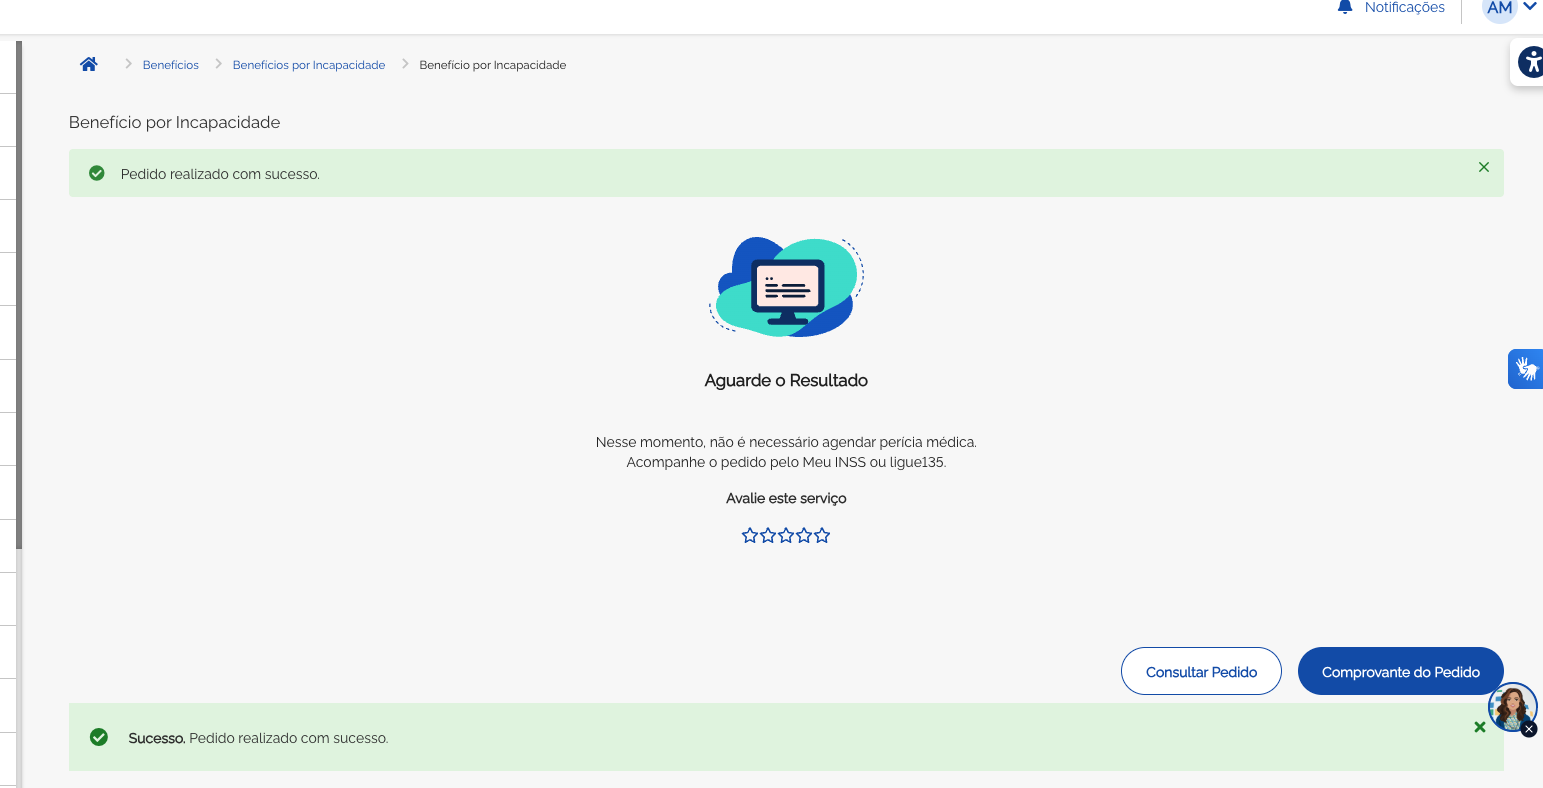 Notificações
AM
Benefícios
Benefícios por Incapacidade
Benefício por Incapacidade
Benefício por Incapacidade
Pedido realizado com sucesso.
Aguarde o Resultado
Nesse momento, não é necessário agendar perícia médica.
Acompanhe o pedido pelo Meu INSS ou ligue135.
Avalie este serviço
Consultar Pedido
Comprovante do Pedido
Sucesso. Pedido realizado com sucesso.